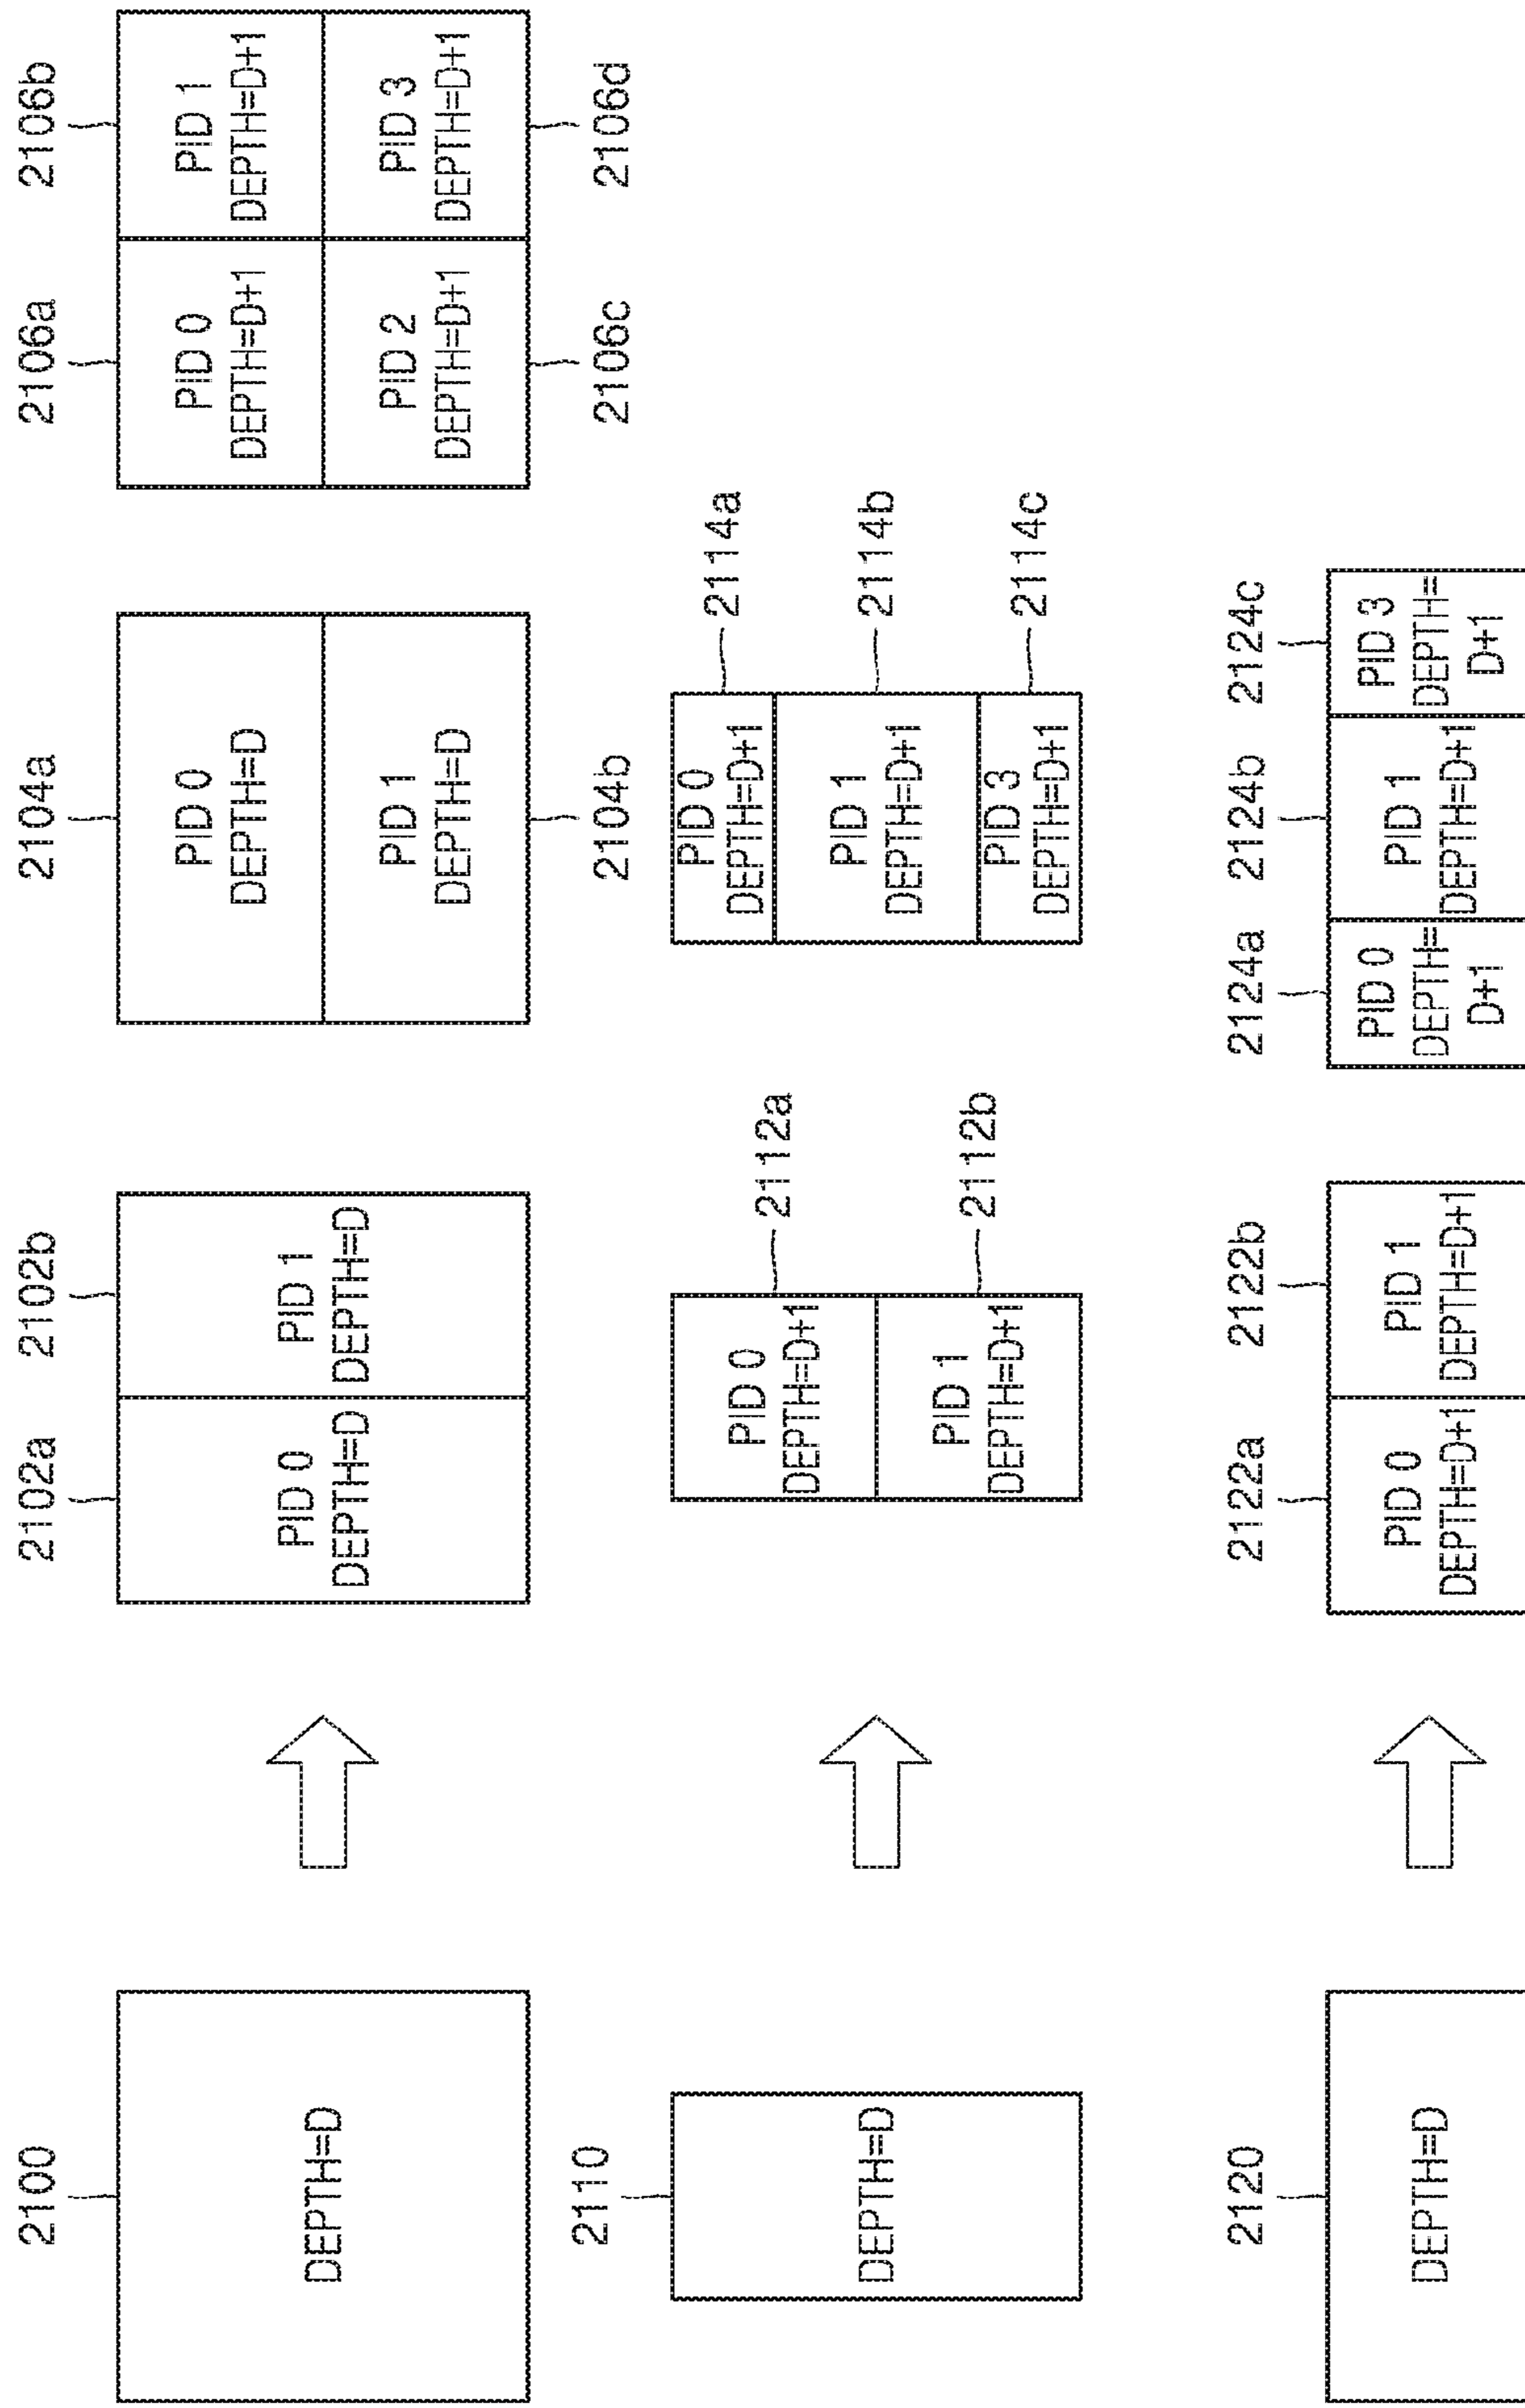 2100
DEPTH=D
2102a
2102b
PID 0
DEPTH=D
PID 1
DEPTH=D
2104a
PID 0
DEPTH=D
PID 1
DEPTH=D
2104b
2106a
2106b
PID 0
DEPTH=D+1
PID 1
DEPTH=D+1
PID 2
DEPTH=D+1
PID 3
DEPTH=D+1
2106c
2106d
2110
DEPTH=D
PID 0
DEPTH=D+1
2112a
PID 1
DEPTH=D+1
2112b
PID 0
DEPTH=D+1
2114a
PID 1
DEPTH=D+1
2114b
PID 3
DEPTH=D+1
2114c
2120
DEPTH=D
2122a
2122b
PID 0
DEPTH=D+1
PID 1
DEPTH=D+1
2124a
2124b
2124c
PID 0
DEPTH=
D+1
PID 1
DEPTH=D+1
PID 3
DEPTH=
D+1